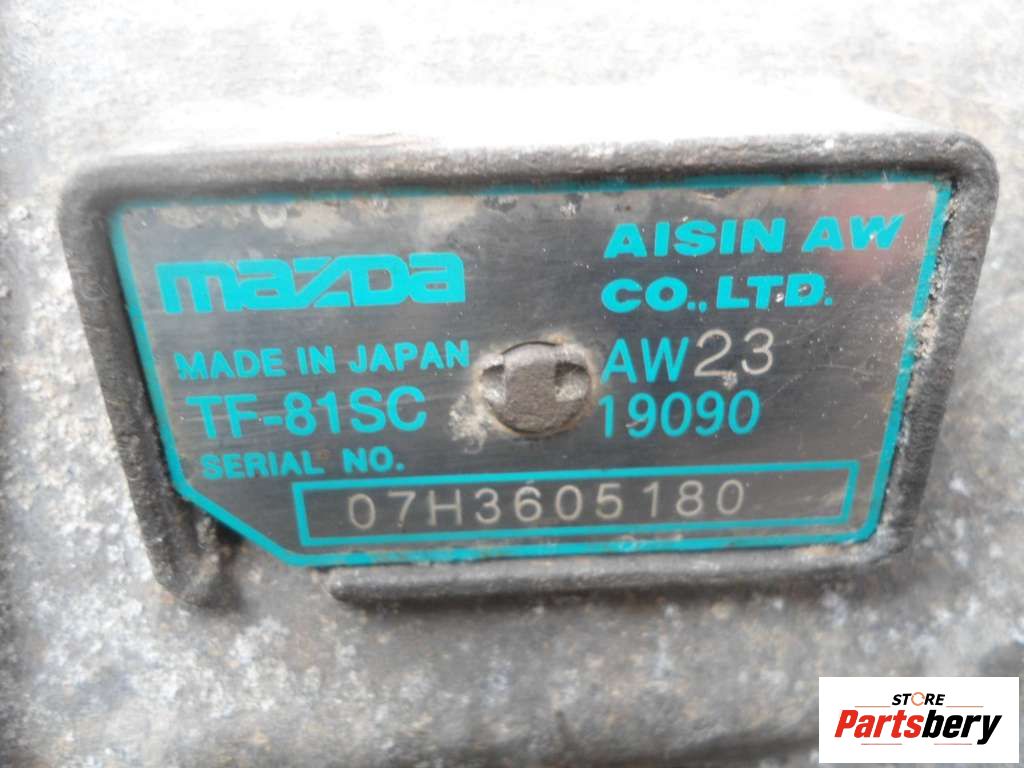 mazda
AISIN AW
CO., LTD.
MADE IN JAPAN
AW23
TF-81SC
19090
SERIAL NO.
07H3605180
STORE
Partsbery